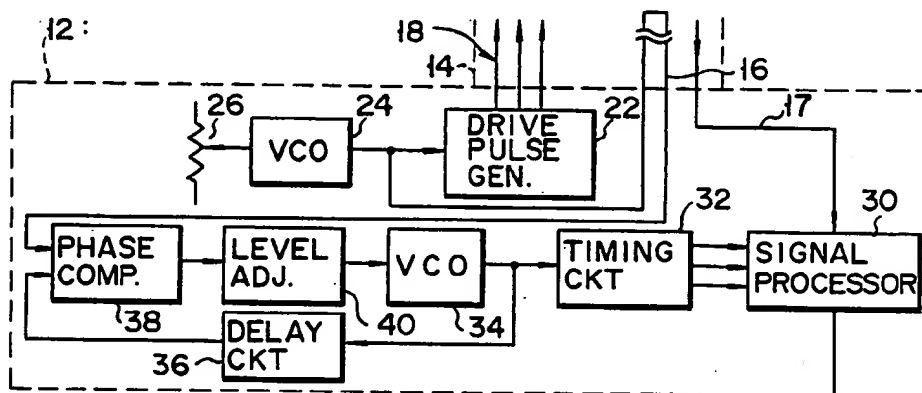 12:
18
14
16
26
24
VCO
DRIVE
PULSE
GEN.
22
17
32
30
PHASE
COMP.
LEVEL
ADJ.
VCO
TIMING
CKT
SIGNAL
PROCESSOR
38
40
34
DELAY
CKT
36